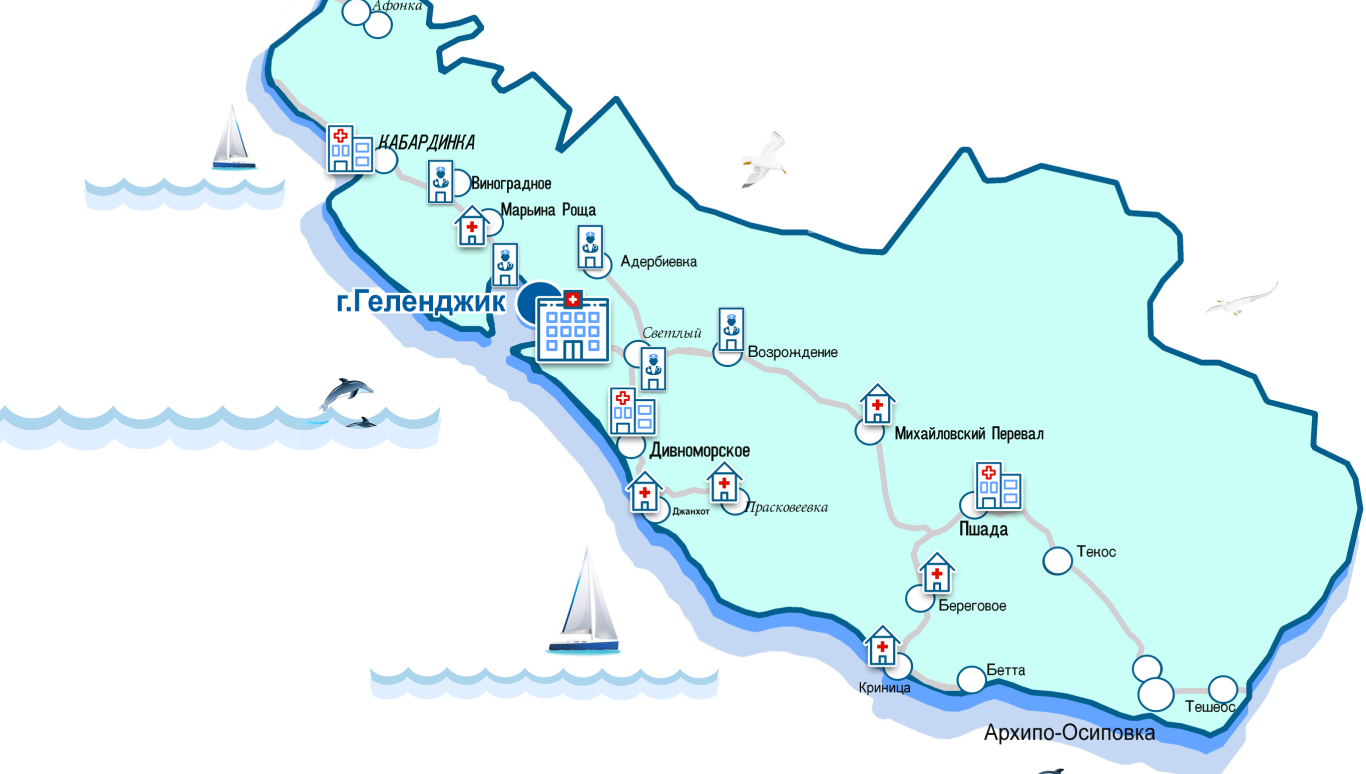 Афонка
КАБАРДИНКА
Виноградное
Марьина Роща
Адербиевка
г.Геленджик
Светлый
Возрождение
Михайловский Перевал
Дивноморское
Джанхот
Прасковеевка
Пшада
Текос
Береговое
Бетта
Криница
Тешебс
Архипо-Осиповка